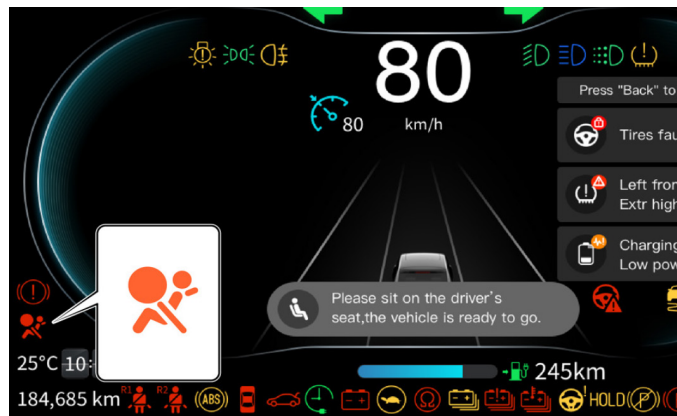 80
80
km/h
Press "Back" to
Tires fau
Left fron
Extr high
Charging
Low pow
Please sit on the driver's
seat,the vehicle is ready to go.
25°C 10:
245km
184,685 km R1 R2 (ABS) HOLD (P)